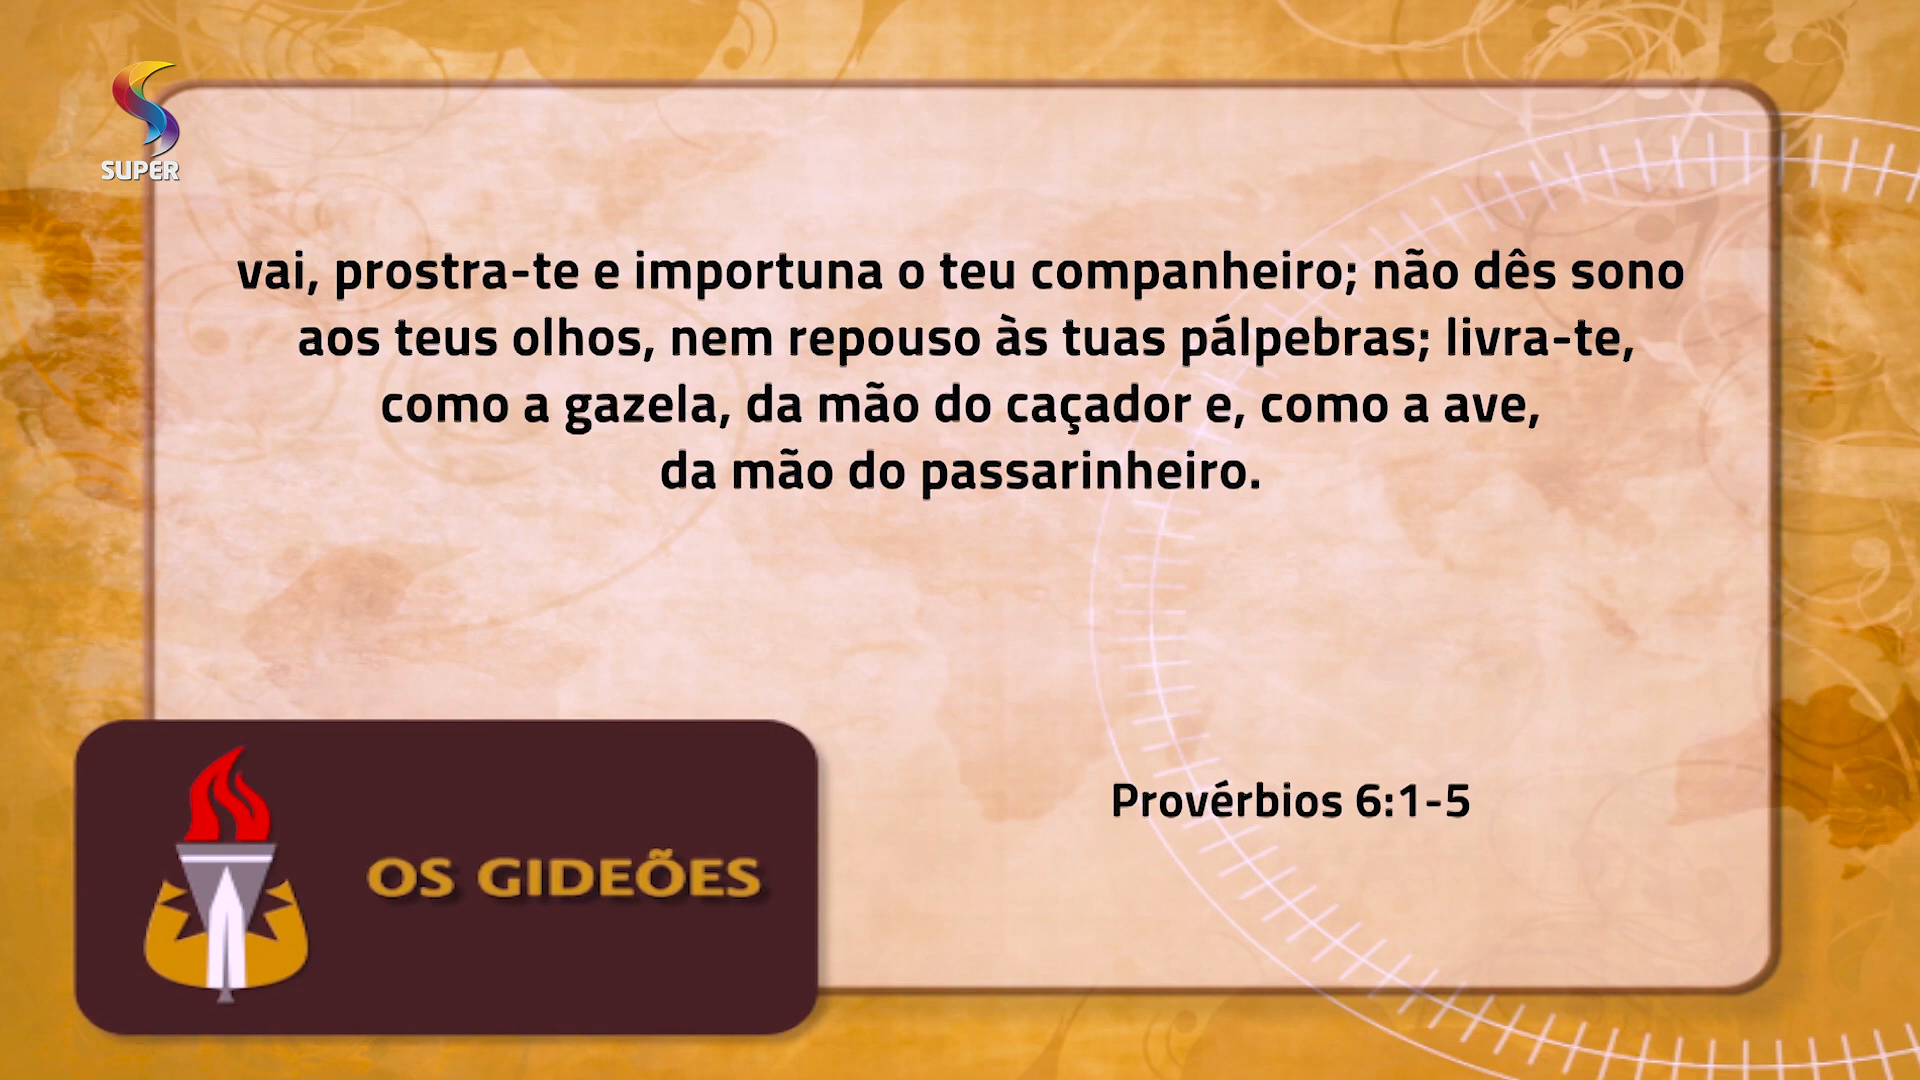 SUPER
vai, prostra-te e importuna o teu companheiro; não dês sono
aos teus olhos, nem repouso às tuas pálpebras; livra-te,
como a gazela, da mão do caçador e, como a ave,
da mão do passarinheiro.
Provérbios 6:1-5
OS GIDEÕES